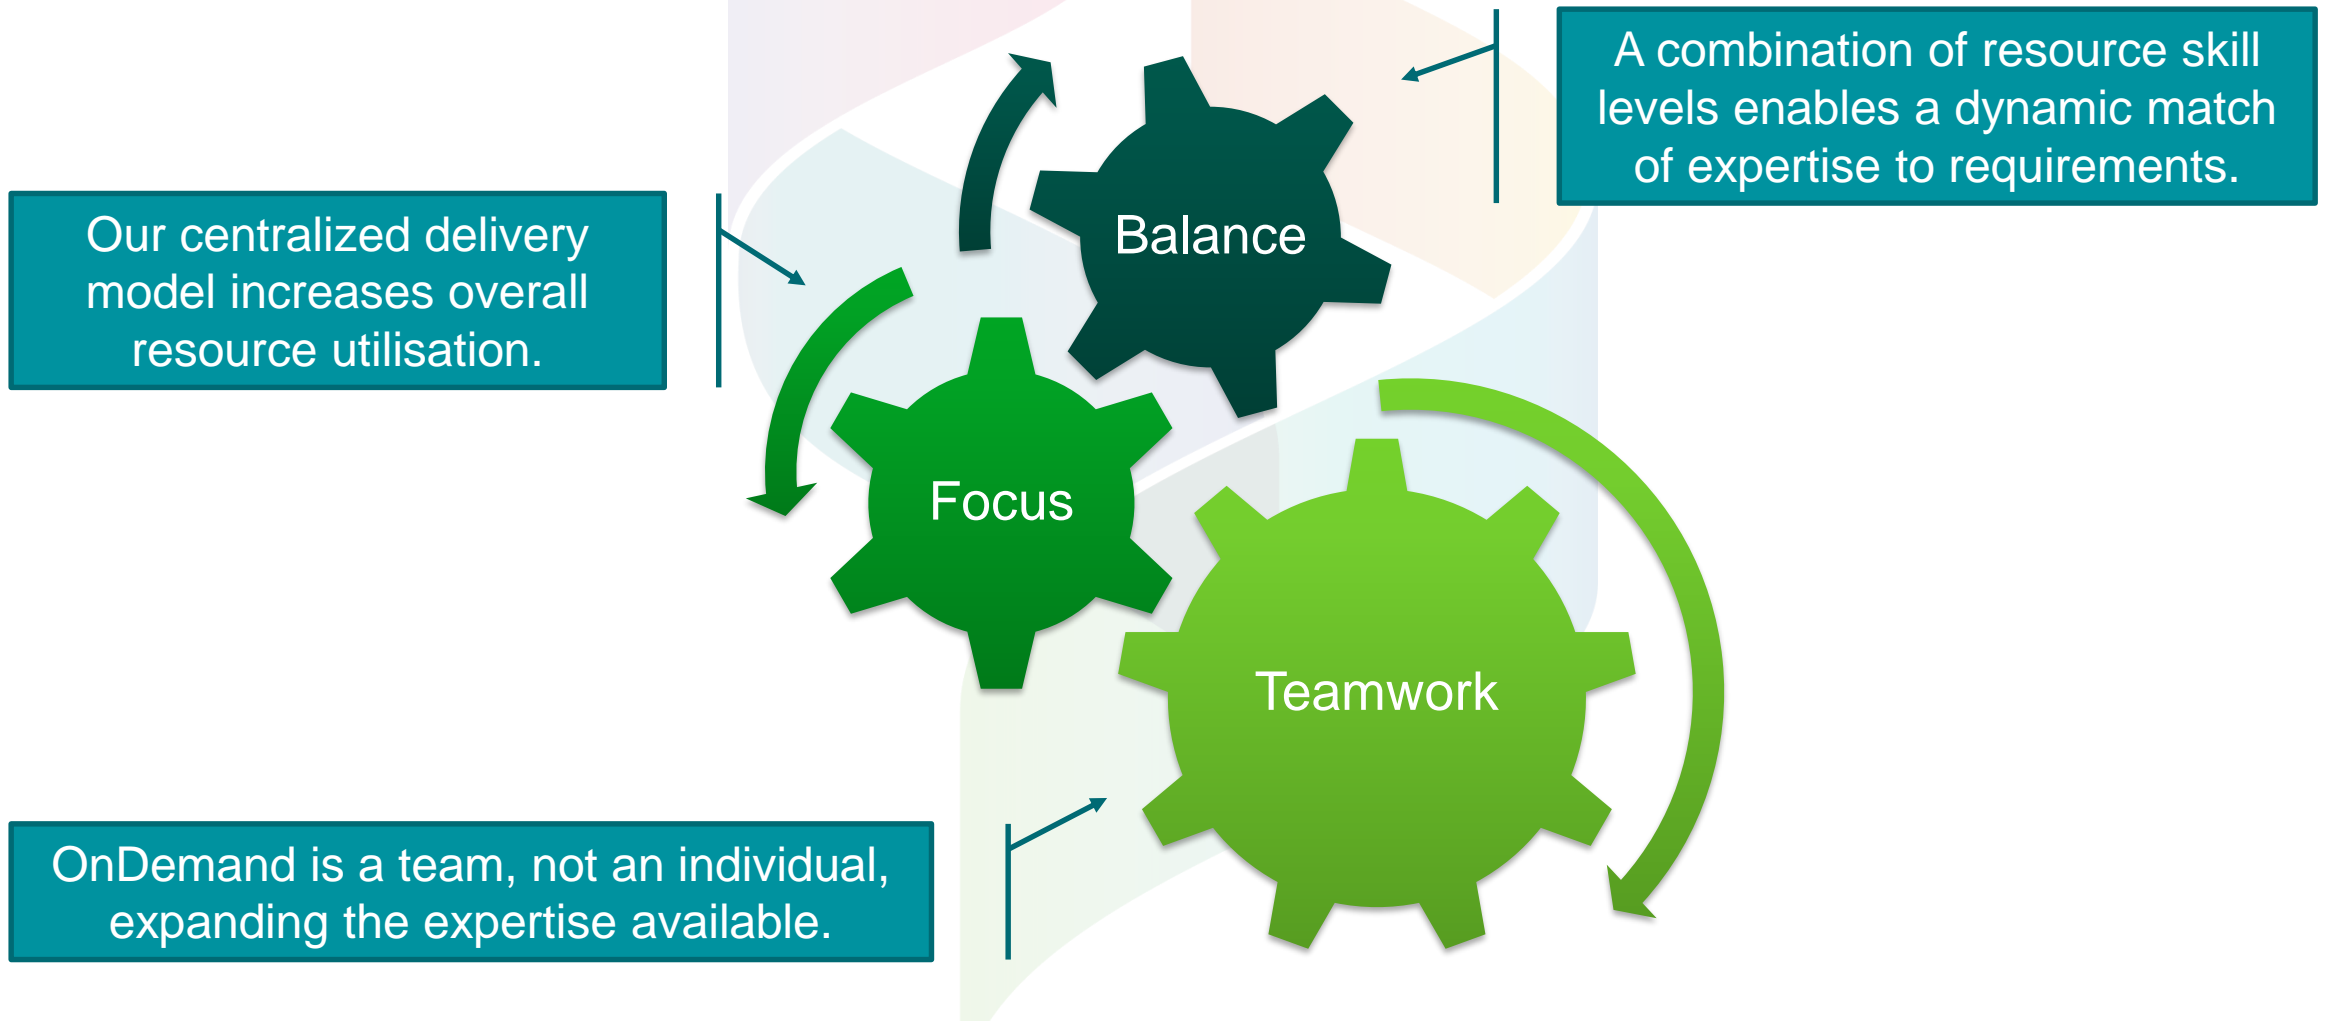 A combination of resource skill
levels enables a dynamic match
of expertise to requirements.
Our centralized delivery
model increases overall
resource utilisation.
Balance
Focus
Teamwork
OnDemand is a team, not an individual,
expanding the expertise available.